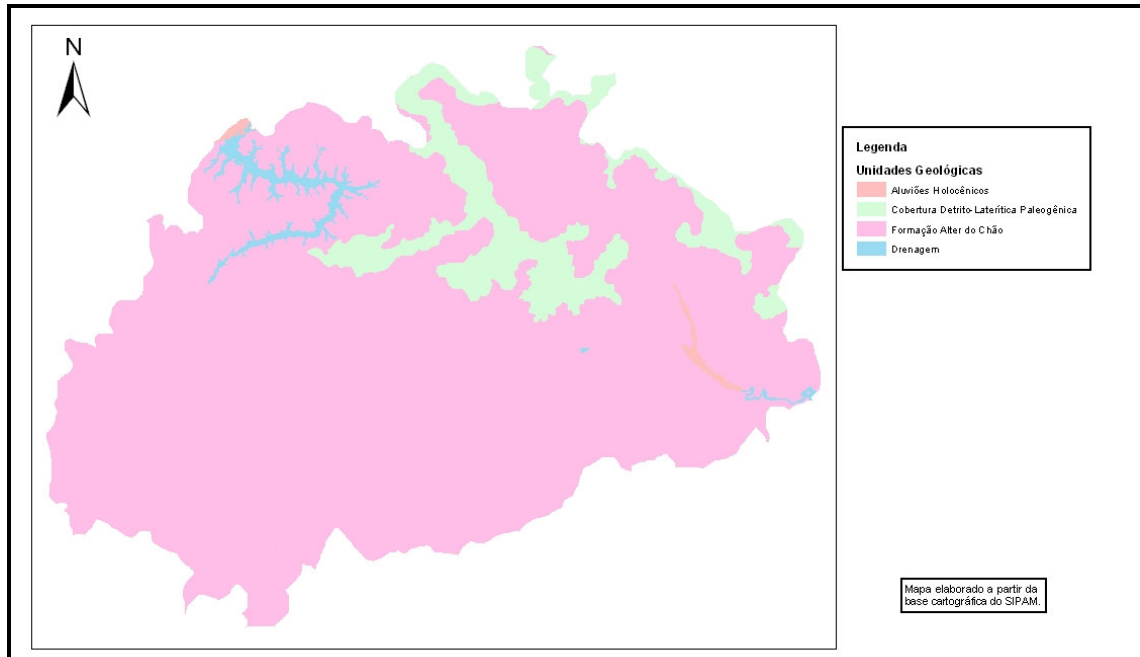 N
Legenda
Unidades Geológicas
Aluviões Holocênicos
Cobertura Detrito-Laterítica Paleogênica
Formação Alter do Chão
Drenagem
Mapa elaborado a partir da
base cartográfica do SIPAM.